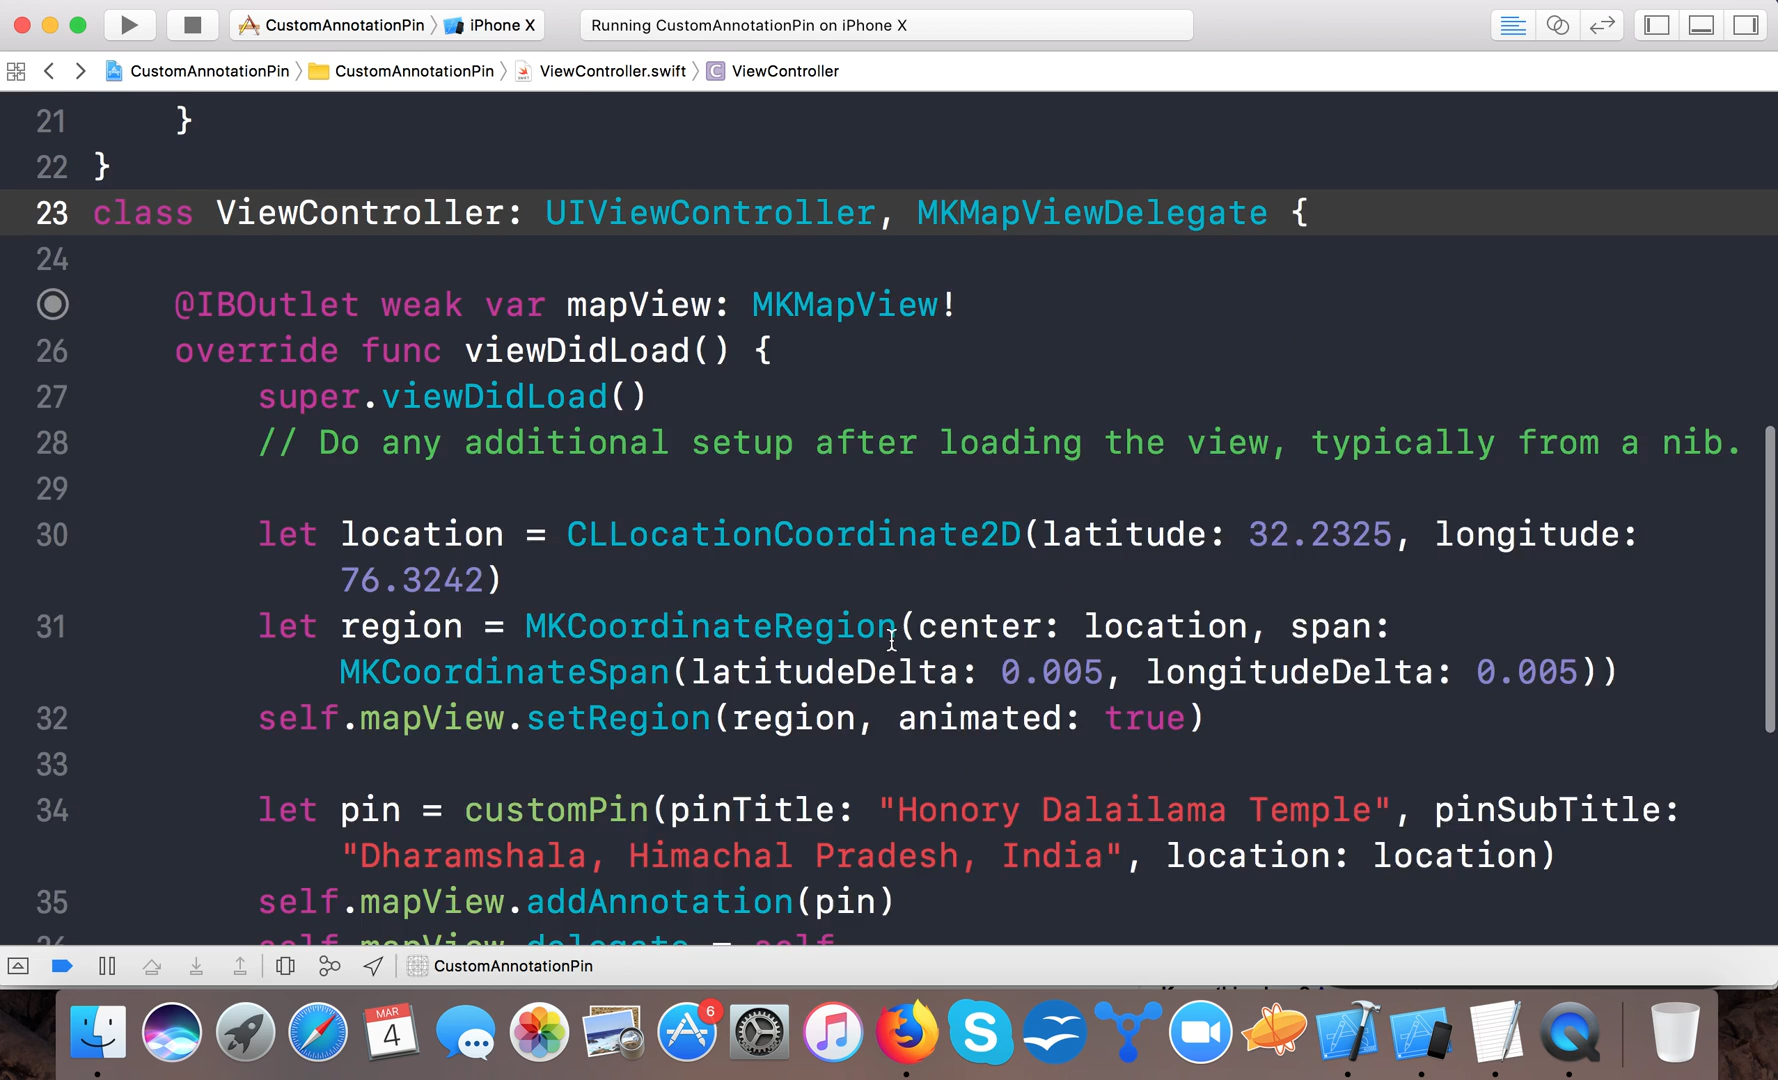 CustomAnnotationPin iPhone X Running CustomAnnotationPin on iPhone X
CustomAnnotationPin CustomAnnotationPin ViewController.swift C ViewController
21 }
22 }
23 class ViewController: UIViewController, MKMapViewDelegate {
24
@IBOutlet weak var mapView: MKMapView!
26 override func viewDidLoad() {
27 super.viewDidLoad()
28 // Do any additional setup after loading the view, typically from a nib.
29
30 let location = CLLocationCoordinate2D(latitude: 32.2325, longitude:
76.3242)
31 let region = MKCoordinateRegion(center: location, span:
MKCoordinateSpan(latitudeDelta: 0.005, longitudeDelta: 0.005))
32 self.mapView.setRegion(region, animated: true)
33
34 let pin = customPin(pinTitle: "Honory Dalailama Temple", pinSubTitle:
"Dharamshala, Himachal Pradesh, India", location: location)
35 self.mapView.addAnnotation(pin)
self.mapView.delegate = self
CustomAnnotationPin
MAR
4
6